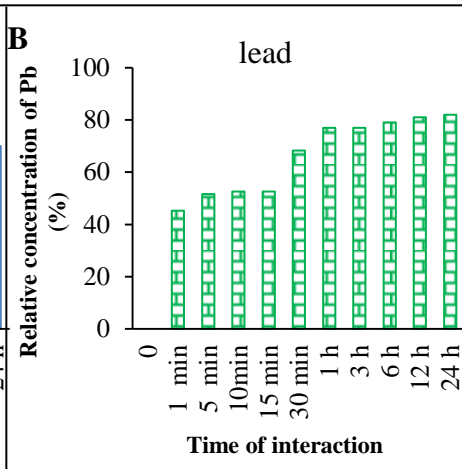 B
lead
Relative concentration of Pb
(%)
100
80
60
40
20
0
0
1 min
5 min
10min
15 min
30 min
1 h
3 h
6 h
12 h
24 h
Time of interaction